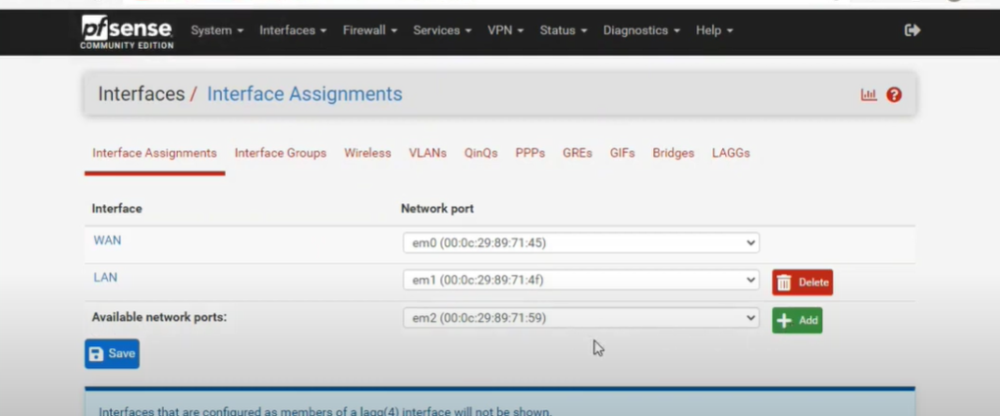 pfsense
COMMUNITY EDITION
System Interfaces Firewall Services VPN Status Diagnostics Help
Interfaces / Interface Assignments
Interface Assignments Interface Groups Wireless VLANs QinQs PPPs GREs GIFs Bridges LAGGs
Interface Network port
WAN em0 (00:0c:29:89:71:45)
LAN em1 (00:0c:29:89:71:4f) Delete
Available network ports: em2 (00:0c:29:89:71:59) Add
Save
Interfaces that are configured as members of a lagg(4) interface will not be shown.